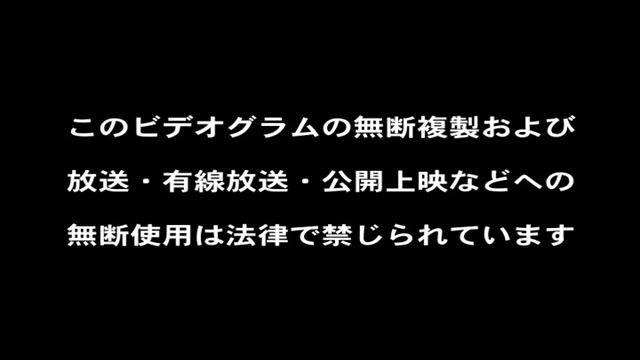 このビデオグラムの無断複製および
放送・有線放送・公開上映などへの
無断使用は法律で禁じられています